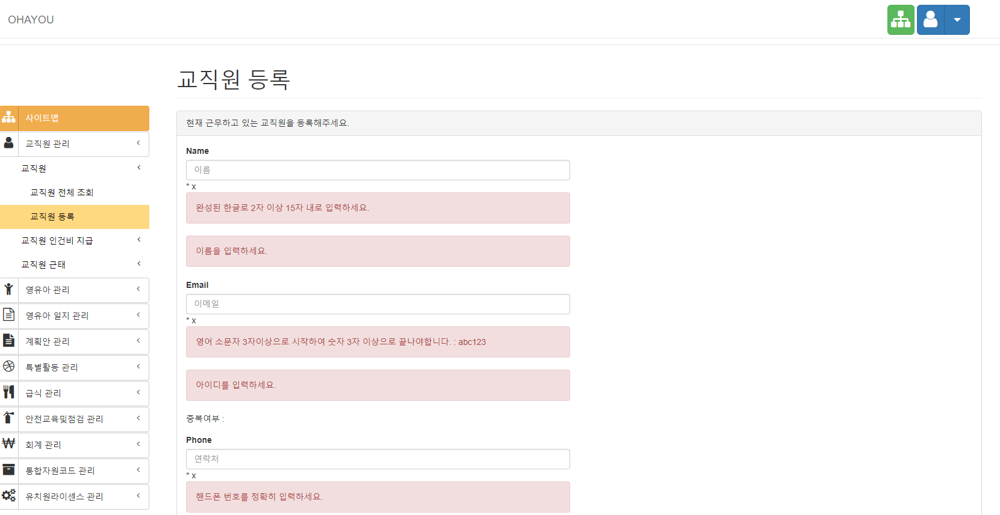 OHAYOU
교직원 등록
사이트맵
교직원 관리
교직원
교직원 전체 조회
교직원 등록
교직원 인건비 지급
교직원 근태
영유아 관리
영유아 일지 관리
계획안 관리
특별활동 관리
급식 관리
안전교육및점검 관리
회계 관리
통합자원코드 관리
유치원라이센스 관리
현재 근무하고 있는 교직원을 등록해주세요.
Name
이름
* x
완성된 한글로 2자 이상 15자 내로 입력하세요.
이름을 입력하세요.
Email
이메일
* x
영어 소문자 3자이상으로 시작하여 숫자 3자 이상으로 끝나야합니다. : abc123
아이디를 입력하세요.
중복여부 :
Phone
연락처
* x
핸드폰 번호를 정확히 입력하세요.